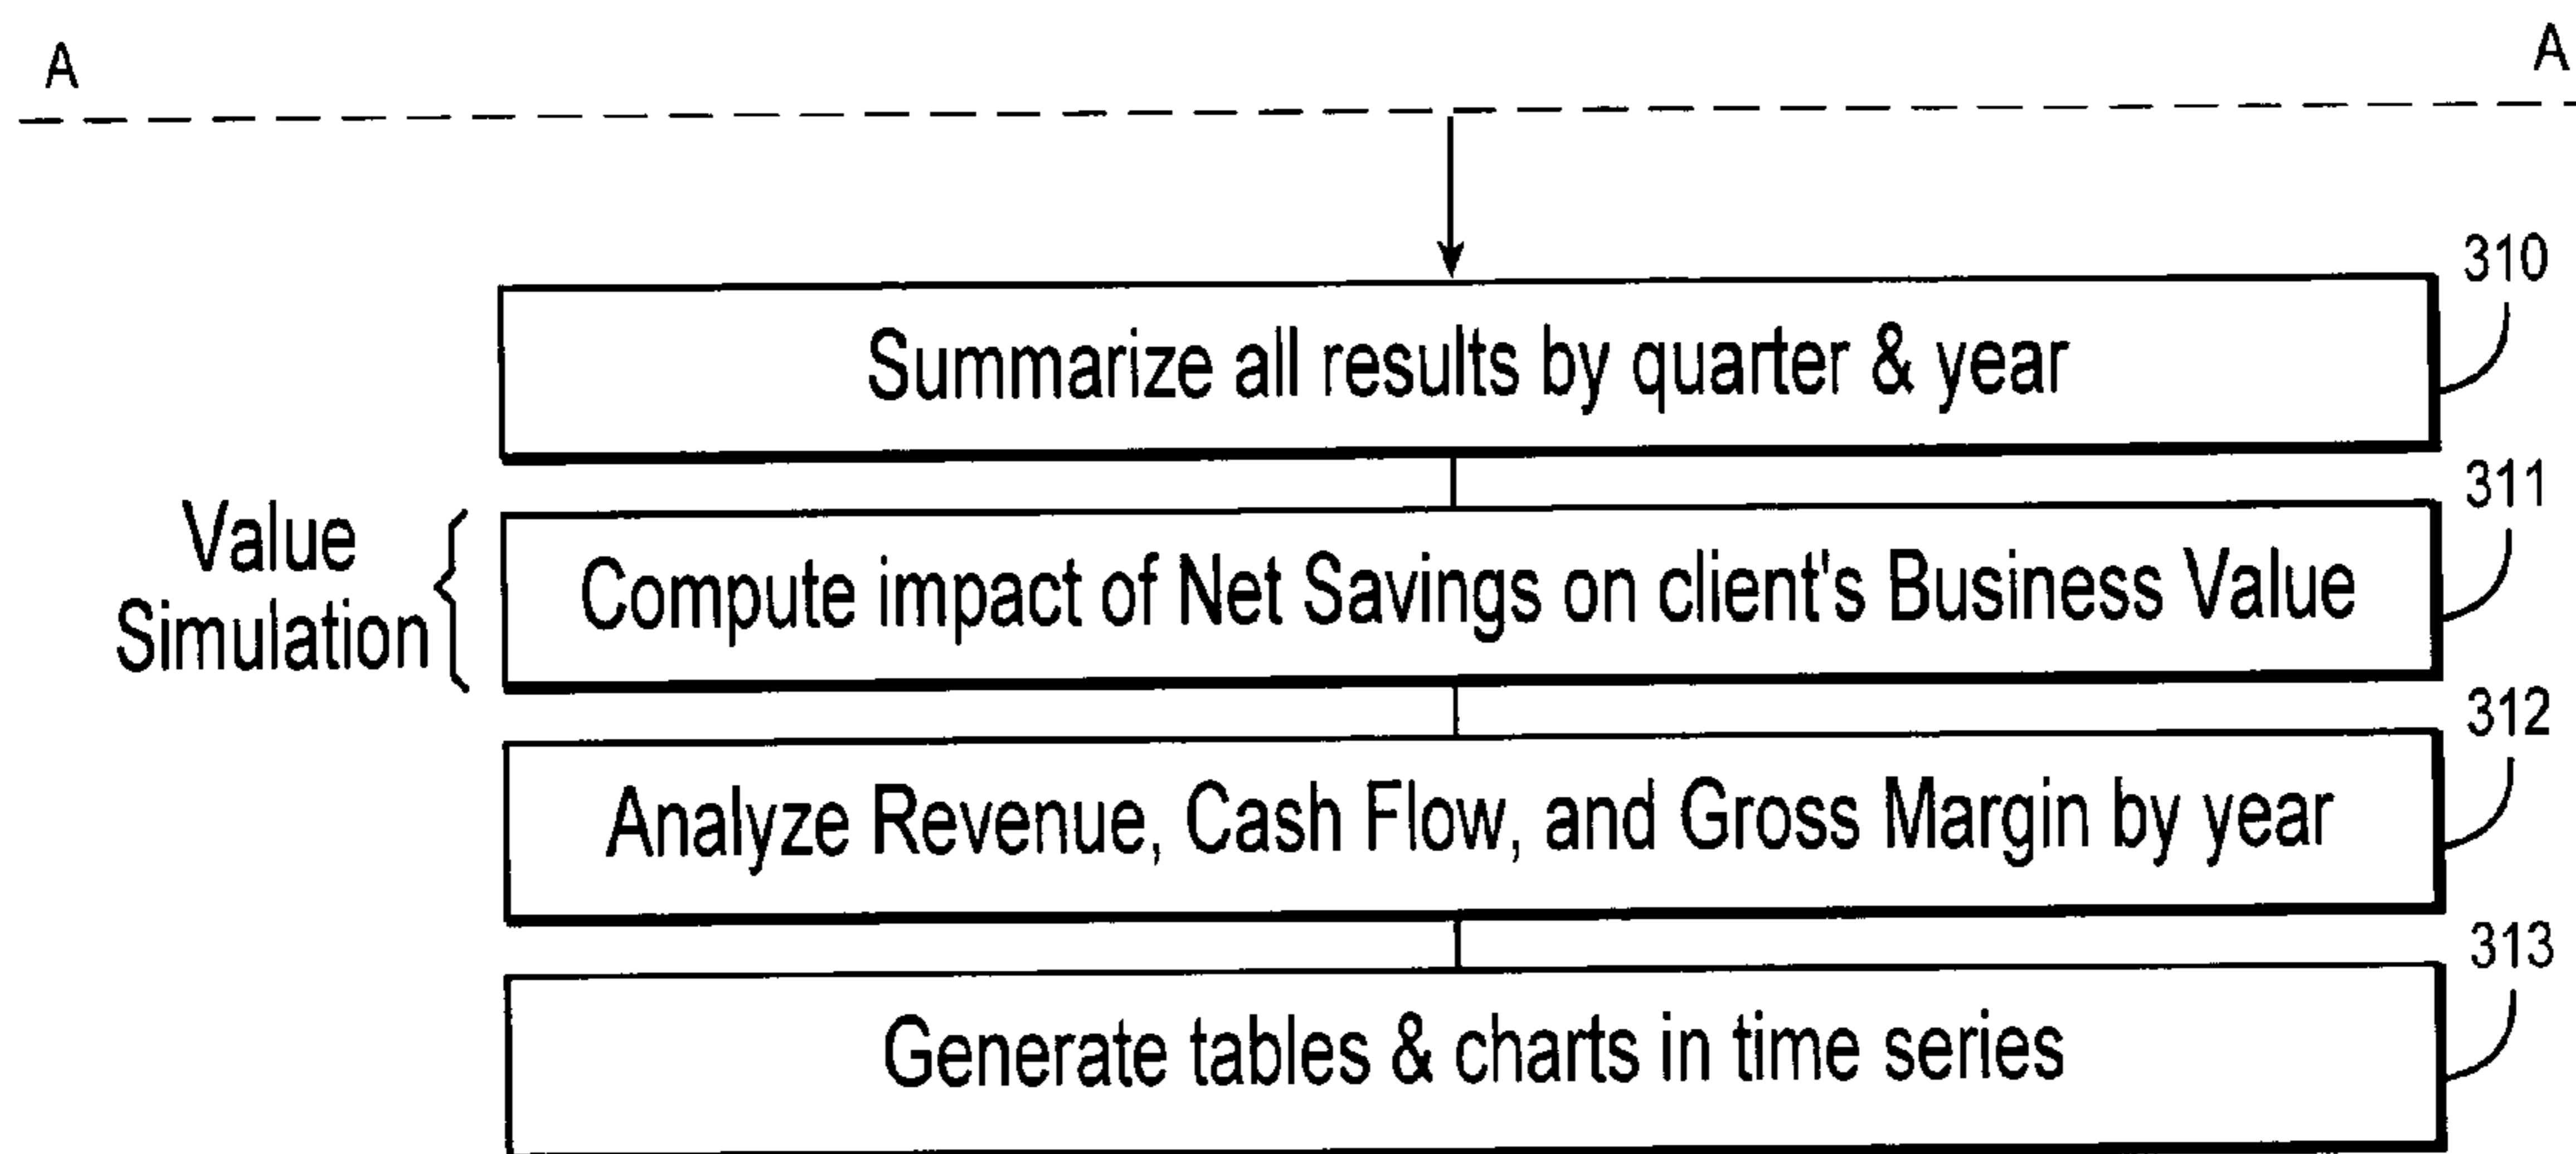 A A
310
Summarize all results by quarter & year
311
Value
Simulation
Compute impact of Net Savings on client's Business Value
312
Analyze Revenue, Cash Flow, and Gross Margin by year
313
Generate tables & charts in time series